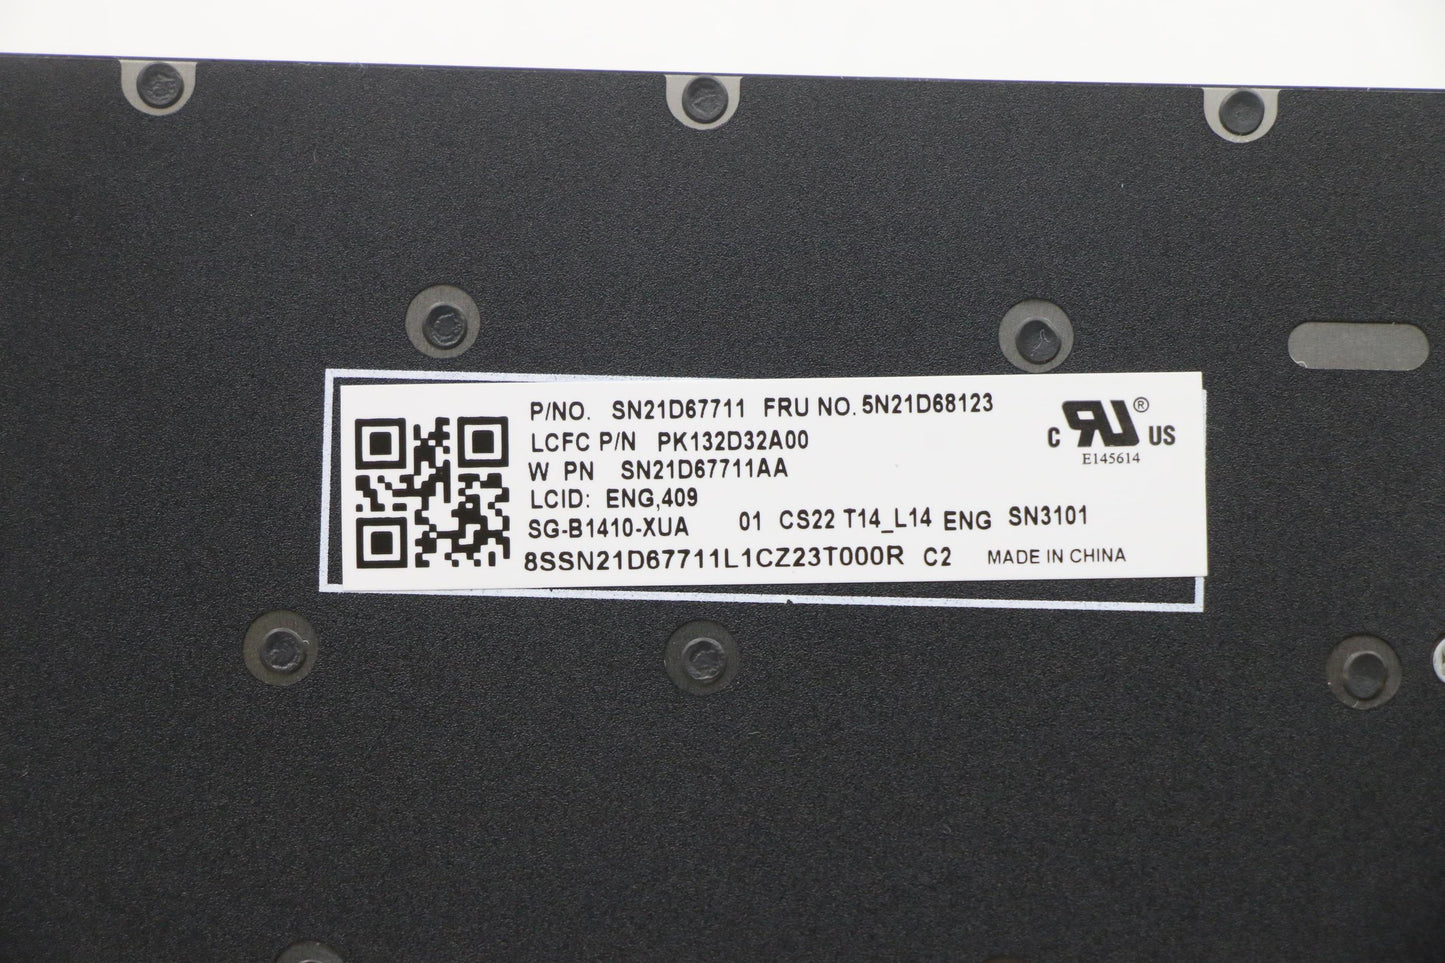 P/NO. SN21D67711 FRU NO. 5N21D68123
LCFC P/N PK132D32A00
W PN SN21D67711AA
LCID: ENG,409
SG-B1410-XUA 01 CS22 T14_L14 ENG SN3101
8SSN21D67711L1CZ23T000R C2 MADE IN CHINA
C RU ® US
E145614